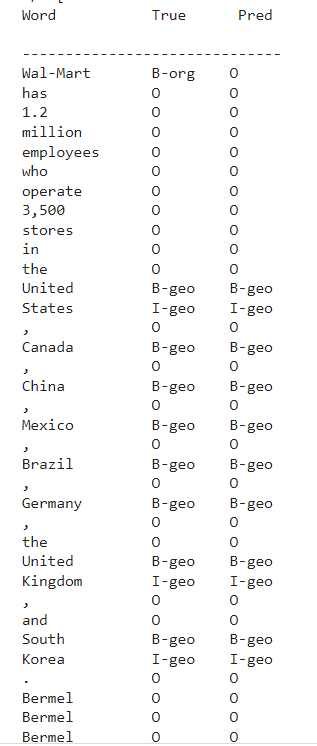 Word True Pred
------------------------------
Wal-Mart B-org O
has O O
1.2 O O
million O O
employees O O
who O O
operate O O
3,500 O O
stores O O
in O O
the O O
United B-geo B-geo
States I-geo I-geo
, O O
Canada B-geo B-geo
, O O
China B-geo B-geo
, O O
Mexico B-geo B-geo
, O O
Brazil B-geo B-geo
, O O
Germany B-geo B-geo
, O O
the O O
United B-geo B-geo
Kingdom I-geo I-geo
, O O
and O O
South B-geo B-geo
Korea I-geo I-geo
. O O
Bermel O O
Bermel O O
Bermel O O